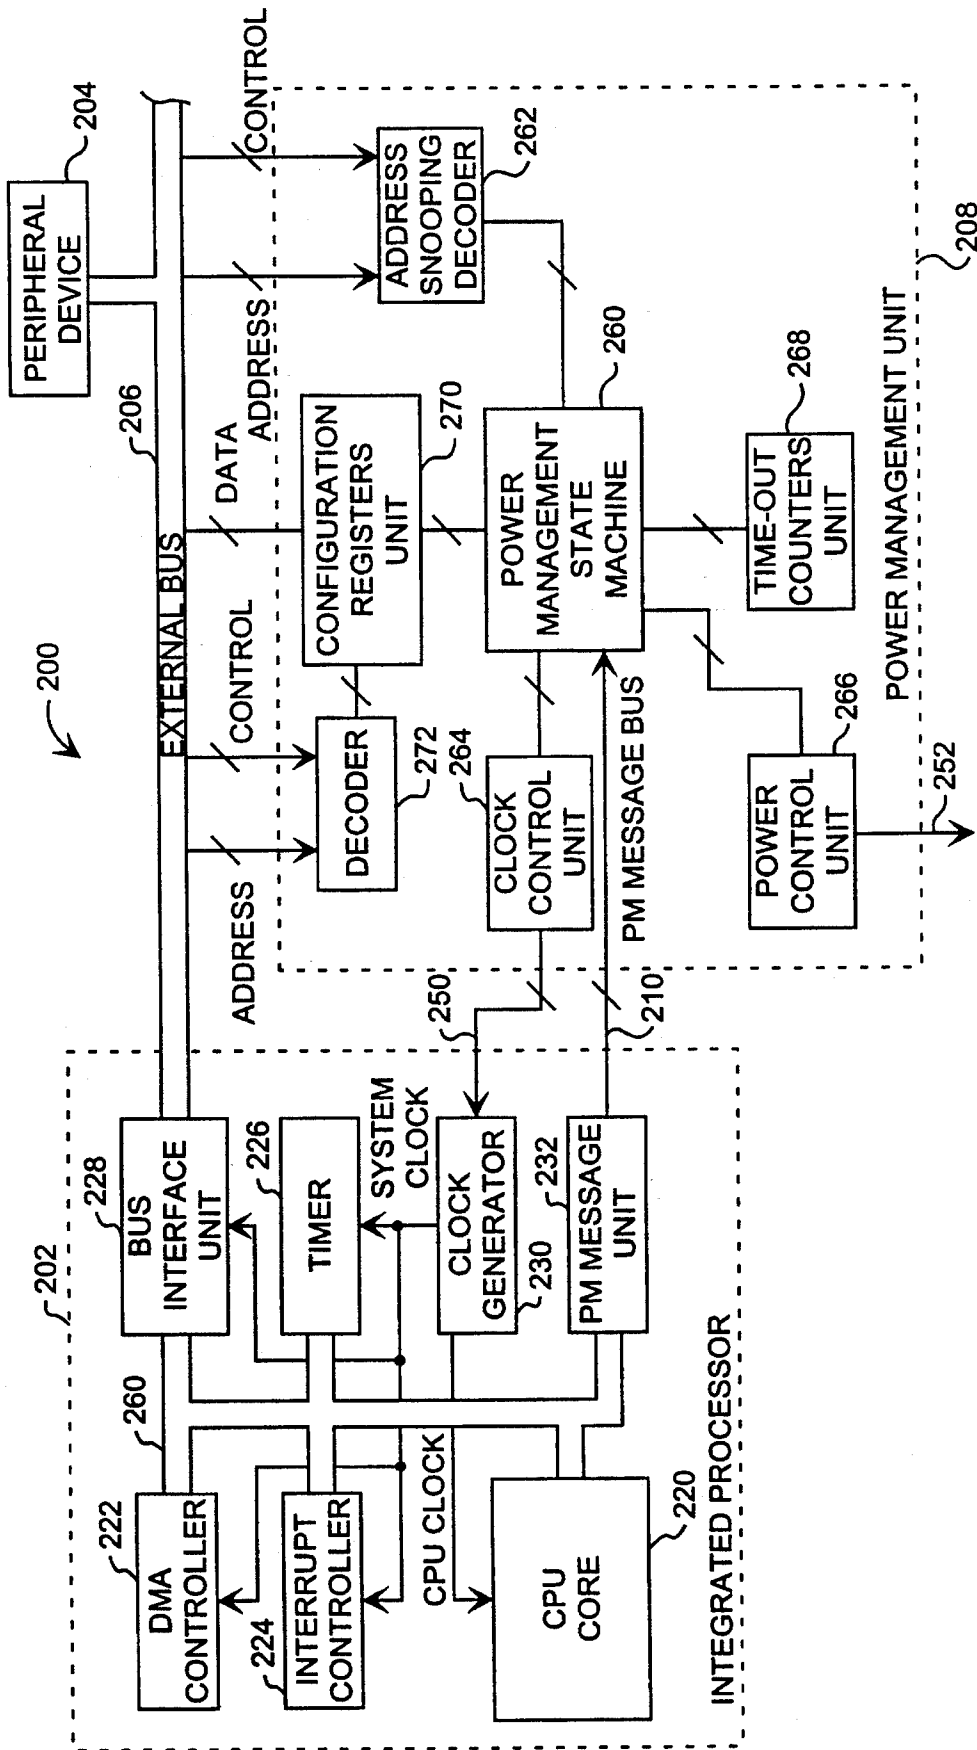 200
202
228
BUS
INTERFACE
UNIT
260
222
DMA
CONTROLLER
226
TIMER
224
INTERRUPT
CONTROLLER
SYSTEM
CLOCK
CLOCK
GENERATOR
230
CPU CLOCK
232
PM MESSAGE
UNIT
CPU
CORE
220
INTEGRATED PROCESSOR
EXTERNAL BUS
206
PERIPHERAL
DEVICE
204
ADDRESS
CONTROL
DATA
ADDRESS
CONTROL
DECODER
272
CONFIGURATION
REGISTERS
UNIT
270
ADDRESS
SNOOPING
DECODER
262
250
264
CLOCK
CONTROL
UNIT
POWER
MANAGEMENT
STATE
MACHINE
260
210
PM MESSAGE BUS
POWER
CONTROL
UNIT
266
252
TIME-OUT
COUNTERS
UNIT
268
POWER MANAGEMENT UNIT
208